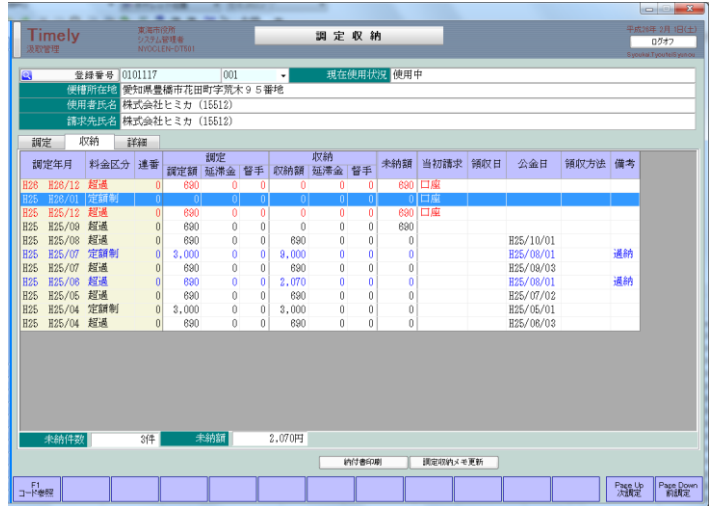 Timely
汲取管理
東海市役所
システム管理者
NYOGLEN-DT581
調 定 収 納
平成26年 2月 1日(土)
ログオフ
登録番号 0101117 001 現在使用状況 使用中
便槽所在地 愛知県豊橋市花田町字荒木95番地
使用者氏名 株式会社ヒミカ (15512)
請求先氏名 株式会社ヒミカ (15512)
調定 収納 詳細
調定 収納
調定年月 料金区分 連番 調定額 延滞金 督手 収納額 延滞金 督手 未納額 当初請求 領収日 公金日 領収方法 備考
H26 H26/12 超過 0 690 0 0 0 0 0 690 口座
H25 H26/01 定額制 0 0 0 0 0 0 0 0 口座
H25 H25/12 超過 0 690 0 0 0 0 0 690 口座
H25 H25/09 超過 0 690 0 0 0 0 0 690
H25 H25/08 超過 0 690 0 0 690 0 0 0 H25/10/01
H25 H25/07 定額制 0 3,000 0 0 9,000 0 0 0 H25/08/01 過納
H25 H25/07 超過 0 690 0 0 690 0 0 0 H25/09/03
H25 H25/06 超過 0 690 0 0 2,070 0 0 0 H25/08/01 過納
H25 H25/05 超過 0 690 0 0 690 0 0 0 H25/07/02
H25 H25/04 定額制 0 3,000 0 0 3,000 0 0 0 H25/05/01
H25 H25/04 超過 0 690 0 0 690 0 0 0 H25/06/03
未納件数 3件 未納額 2,070円
納付書印刷 調定収納メモ更新
F1
コード参照
Page Up
次調定
Page Down
前調定